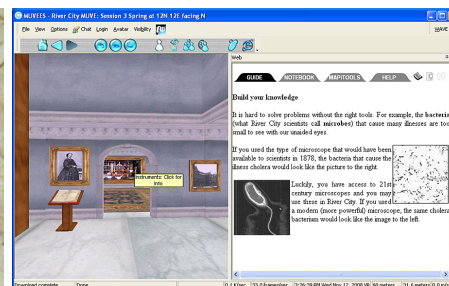 MUVEES - River City MUVE: Session 3 Spring at 12N 12E facing N
File View Options Chat Login Avatar Visibility
WAVE
Web
GUIDE NOTEBOOK MAP/TOOLS HELP
Build your knowledge
It is hard to solve problems without the right tools. For example, the bacteria
(what River City scientists call microbes) that cause many illnesses are too
small to see with our unaided eyes.
If you used the type of microscope that would have been
available to scientists in 1878, the bacteria that cause the
illness cholera would look like the picture to the right.
Instruments: Click for
Info
Luckily, you have access to 21st
century microscopes and you may
use these in River City. If you used
a modern (more powerful) microscope, the same cholera
bacterium would look like the image to the left.
Download complete Done